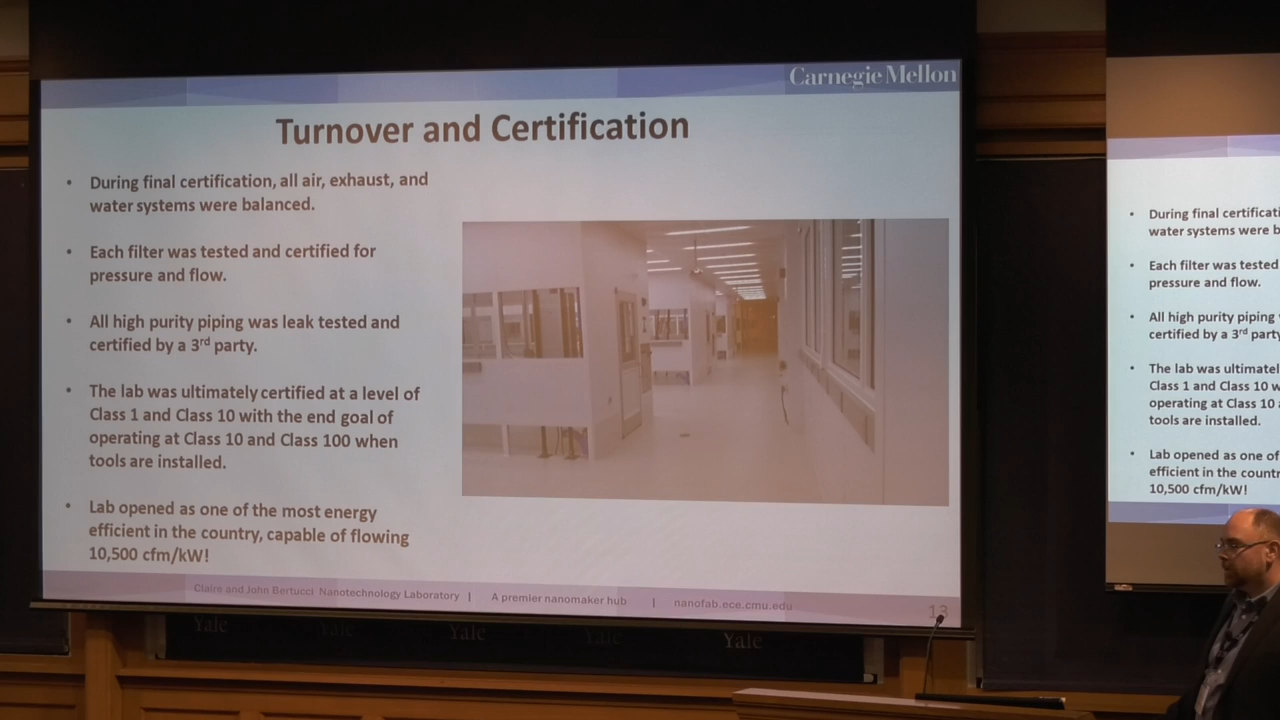 Carnegie Mellon
Turnover and Certification
• During final certification, all air, exhaust, and
water systems were balanced.
• Each filter was tested and certified for
pressure and flow.
• All high purity piping was leak tested and
certified by a 3rd party.
• The lab was ultimately certified at a level of
Class 1 and Class 10 with the end goal of
operating at Class 10 and Class 100 when
tools are installed.
• Lab opened as one of the most energy
efficient in the country, capable of flowing
10,500 cfm/kW!
Claire and John Bertucci Nanotechnology Laboratory | A premier nanomaker hub | nanofab.ece.cmu.edu
13
Yale Yale Yale Yale Yale
• During final certificati
water systems were b
• Each filter was tested
pressure and flow.
• All high purity piping
certified by a 3rd party
• The lab was ultimatel
Class 1 and Class 10 w
operating at Class 10
tools are installed.
• Lab opened as one of
efficient in the countr
10,500 cfm/kW!